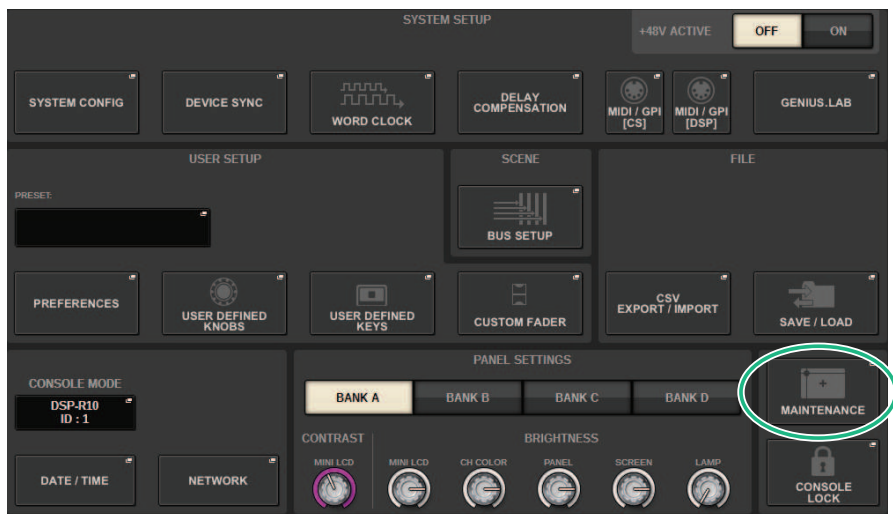 SYSTEM SETUP
+48V ACTIVE
OFF
ON
SYSTEM CONFIG
DEVICE SYNC
WORD CLOCK
DELAY
COMPENSATION
MIDI / GPI
[CS]
MIDI / GPI
[DSP]
GENIUS.LAB
USER SETUP
SCENE
FILE
PRESET:
BUS SETUP
PREFERENCES
USER DEFINED
KNOBS
USER DEFINED
KEYS
CUSTOM FADER
CSV
EXPORT / IMPORT
SAVE / LOAD
CONSOLE MODE
DSP-R10
ID : 1
PANEL SETTINGS
BANK A
BANK B
BANK C
BANK D
MAINTENANCE
CONTRAST
BRIGHTNESS
MINI LCD
MINI LCD
CH COLOR
PANEL
SCREEN
LAMP
DATE / TIME
NETWORK
CONSOLE
LOCK